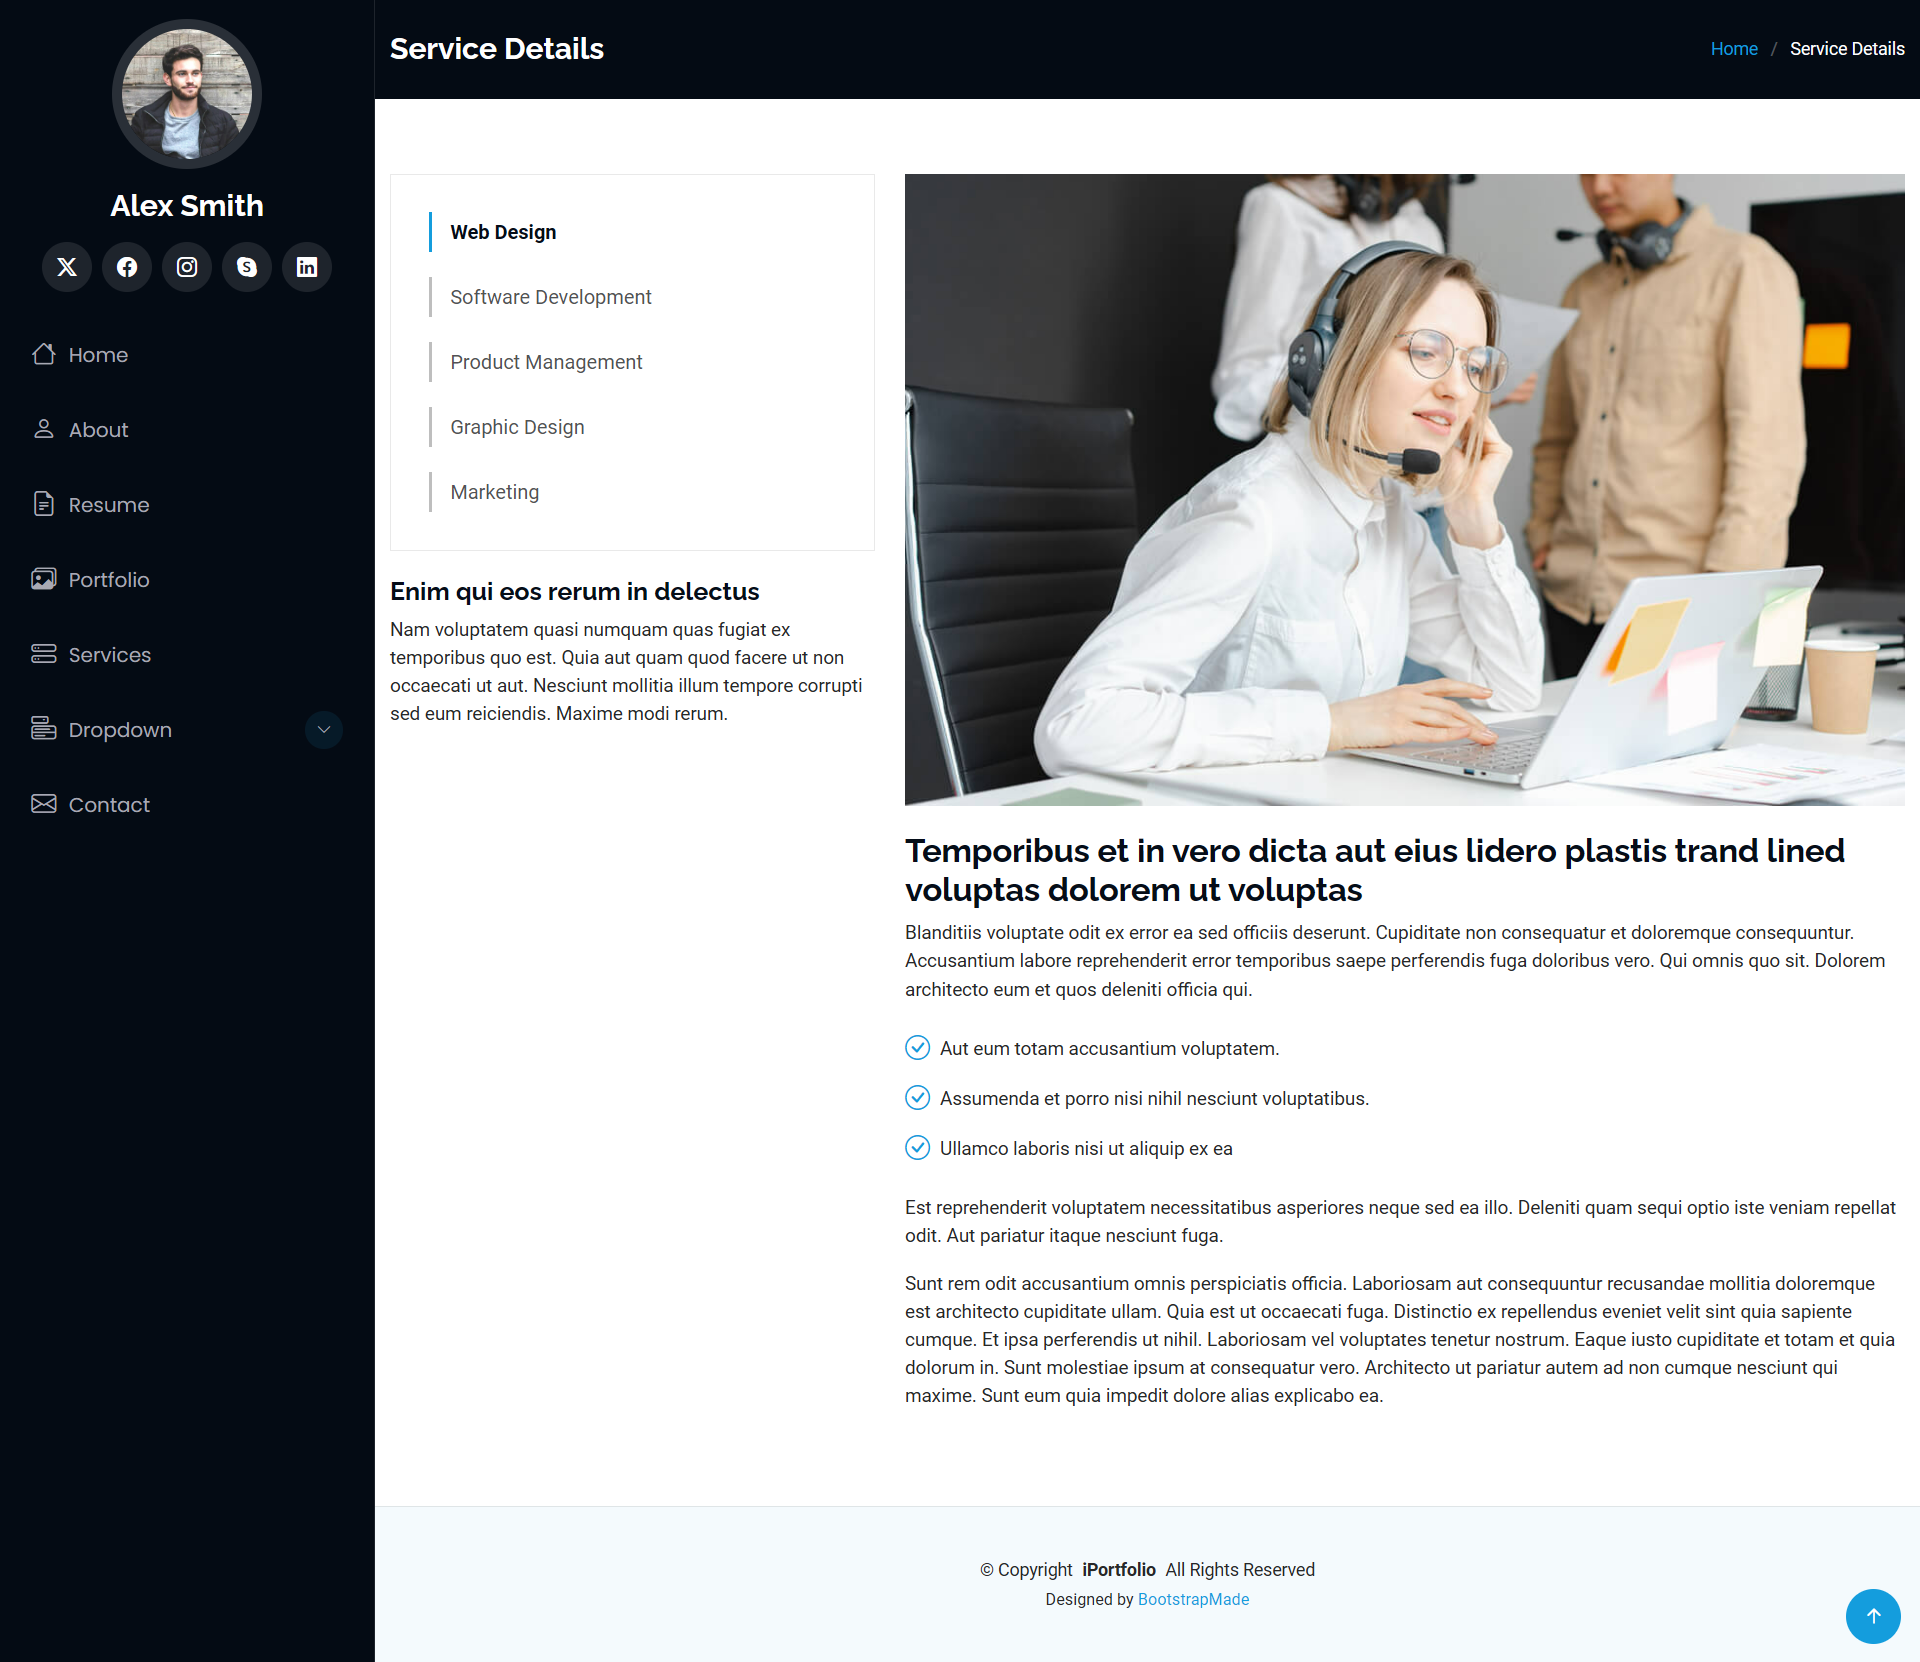 Alex Smith
Home
About
Resume
Portfolio
Services
Dropdown
Contact
Service Details
Home / Service Details
Web Design
Software Development
Product Management
Graphic Design
Marketing
Enim qui eos rerum in delectus
Nam voluptatem quasi numquam quas fugiat ex
temporibus quo est. Quia aut quam quod facere ut non
occaecati ut aut. Nesciunt mollitia illum tempore corrupti
sed eum reiciendis. Maxime modi rerum.
Temporibus et in vero dicta aut eius lidero plastis trand lined
voluptas dolorem ut voluptas
Blanditiis voluptate odit ex error ea sed officiis deserunt. Cupiditate non consequatur et doloremque consequuntur.
Accusantium labore reprehenderit error temporibus saepe perferendis fuga doloribus vero. Qui omnis quo sit. Dolorem
architecto eum et quos deleniti officia qui.
Aut eum totam accusantium voluptatem.
Assumenda et porro nisi nihil nesciunt voluptatibus.
Ullamco laboris nisi ut aliquip ex ea
Est reprehenderit voluptatem necessitatibus asperiores neque sed ea illo. Deleniti quam sequi optio iste veniam repellat
odit. Aut pariatur itaque nesciunt fuga.
Sunt rem odit accusantium omnis perspiciatis officia. Laboriosam aut consequuntur recusandae mollitia doloremque
est architecto cupiditate ullam. Quia est ut occaecati fuga. Distinctio ex repellendus eveniet velit sint quia sapiente
cumque. Et ipsa perferendis ut nihil. Laboriosam vel voluptates tenetur nostrum. Eaque iusto cupiditate et totam et quia
dolorum in. Sunt molestiae ipsum at consequatur vero. Architecto ut pariatur autem ad non cumque nesciunt qui
maxime. Sunt eum quia impedit dolore alias explicabo ea.
© Copyright iPortfolio All Rights Reserved
Designed by BootstrapMade